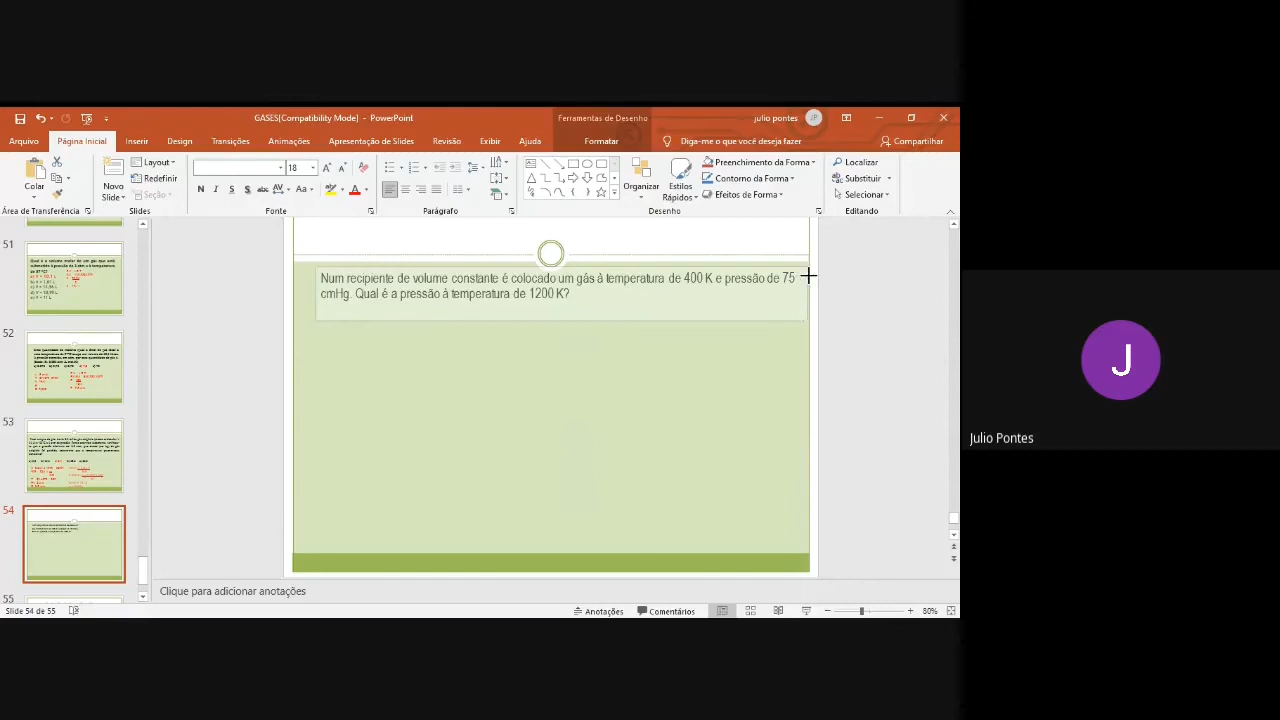 GASES[Compatibility Mode] - PowerPoint
Ferramentas de Desenho
julio pontes
JP
Arquivo
Página Inicial
Inserir
Design
Transições
Animações
Apresentação de Slides
Revisão
Exibir
Ajuda
Formatar
Diga-me o que você deseja fazer
Compartilhar
Colar
Novo
Slide
Layout
Redefinir
Seção
18
N I S S abc AV Aa A
Organizar
Estilos
Rápidos
Preenchimento da Forma
Contorno da Forma
Efeitos de Forma
Localizar
Substituir
Selecionar
Área de Transferência
Slides
Fonte
Parágrafo
Desenho
Editando
51
52
53
54
55
Num recipiente de volume constante é colocado um gás à temperatura de 400 K e pressão de 75
cmHg. Qual é a pressão à temperatura de 1200 K?
Clique para adicionar anotações
Slide 54 de 55
Anotações
Comentários
80%
J
Julio Pontes